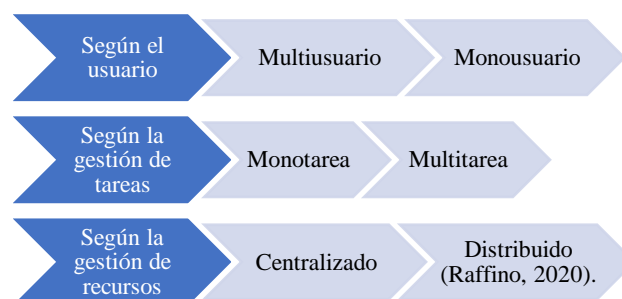 Según el
usuario
Multiusuario
Monousuario
Según la
gestión de
tareas
Monotarea
Multitarea
Según la
gestión de
recursos
Centralizado
Distribuido
(Raffino, 2020).